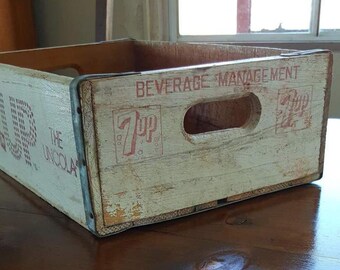 BEVERAGE MANAGEMENT
7up
7up
UP
THE
UNCOLA